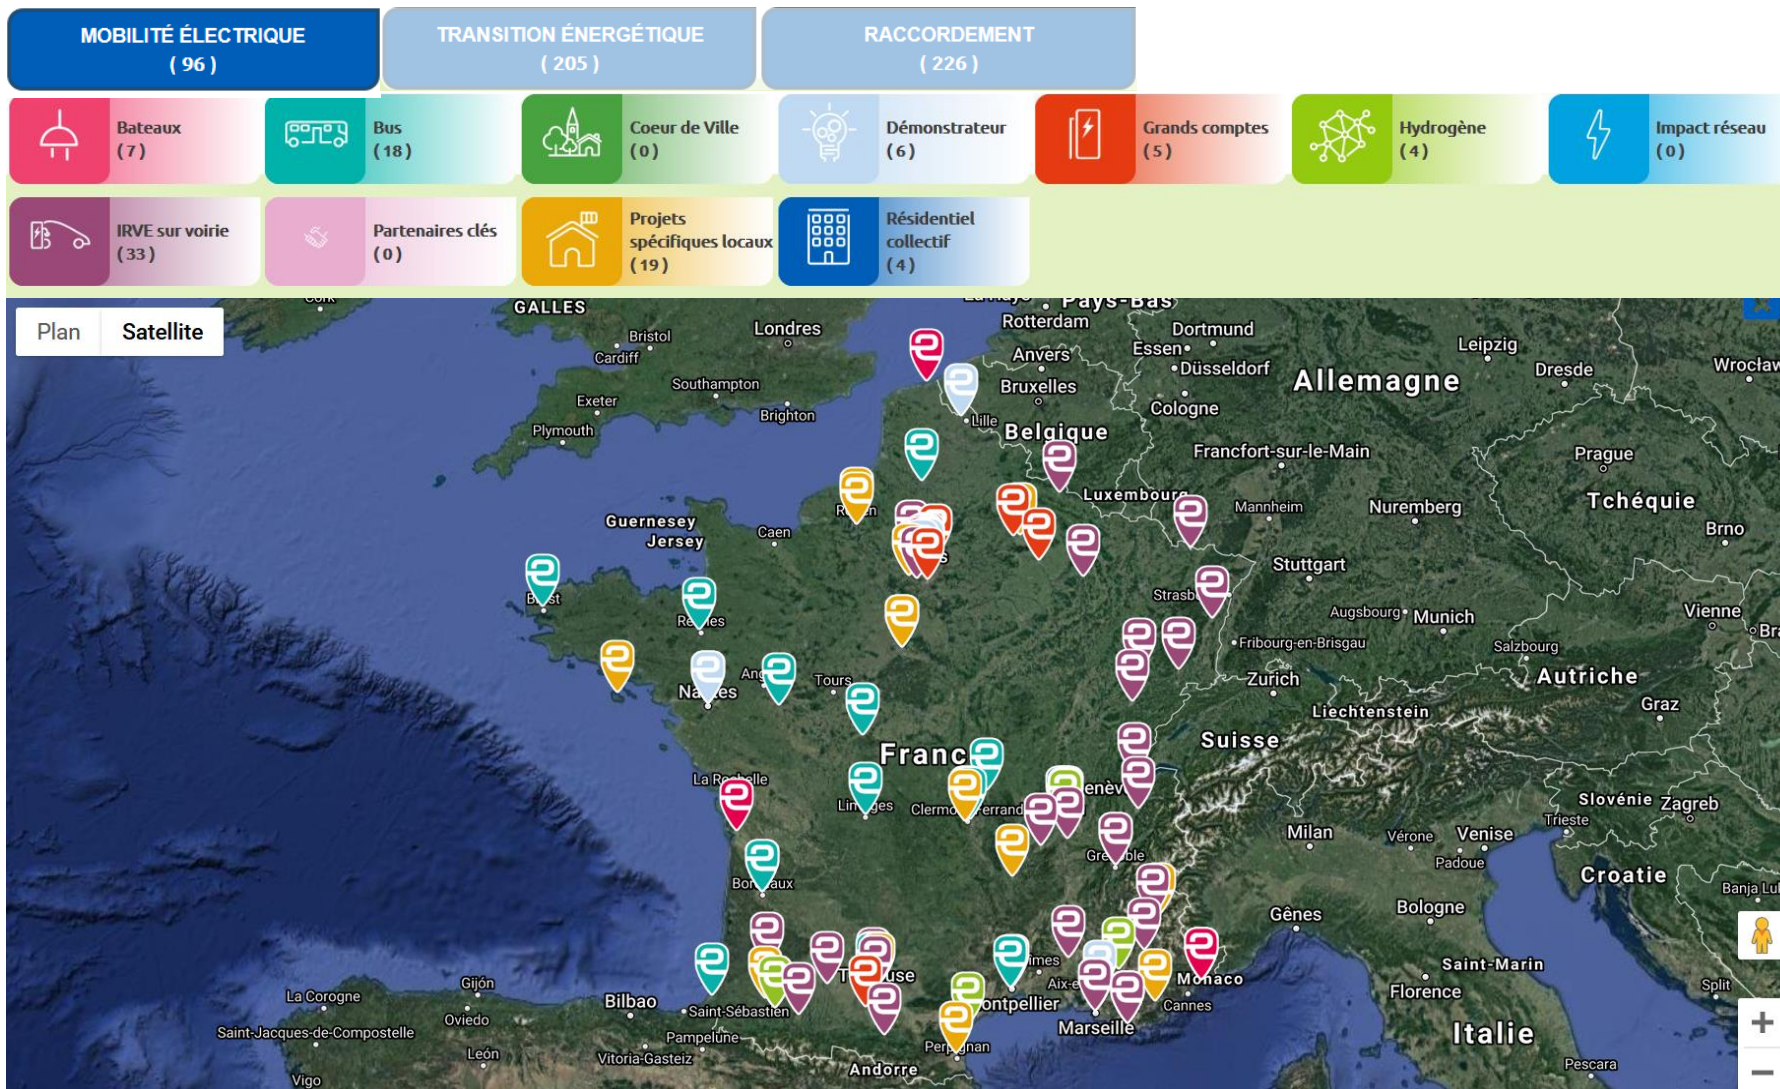 MOBILITÉ ÉLECTRIQUE
( 96 )
TRANSITION ÉNERGÉTIQUE
( 205 )
RACCORDEMENT
( 226 )
Bateaux
( 7 )
Bus
( 18 )
Coeur de Ville
( 0 )
Démonstrateur
( 6 )
Grands comptes
( 5 )
Hydrogène
( 4 )
Impact réseau
( 0 )
IRVE sur voirie
( 33 )
Partenaires clés
( 0 )
Projets
spécifiques locaux
( 19 )
Résidentiel
collectif
( 4 )
Plan
Satellite
GALLES
Pays-Bas
Rotterdam
Londres
Bristol
Cardiff
Dortmund
Essen
Düsseldorf
Leipzig
Dresde
Wrocław
Anvers
Bruxelles
Allemagne
Southampton
Exeter
Brighton
Plymouth
Cologne
Lille
Belgique
Francfort-sur-le-Main
Prague
Luxembourg
Mannheim
Nuremberg
Tchéquie
Brno
Guernesey
Jersey
Caen
Stuttgart
Augsbourg
Munich
Vienne
Fribourg-en-Brisgau
Salzbourg
Tours
Zurich
Autriche
Graz
Liechtenstein
Suisse
Slovénie
Zagreb
Trieste
Milan
Vérone
Venise
Padoue
Croatie
Gênes
Bologne
Saint-Marin
Monaco
Cannes
Florence
Split
Gijón
La Corogne
Bilbao
Saint-Sébastien
Oviedo
Saint-Jacques-de-Compostelle
Pampelune
Marseille
Italie
León
Vitoria-Gasteiz
Andorre
Vigo
Pescara